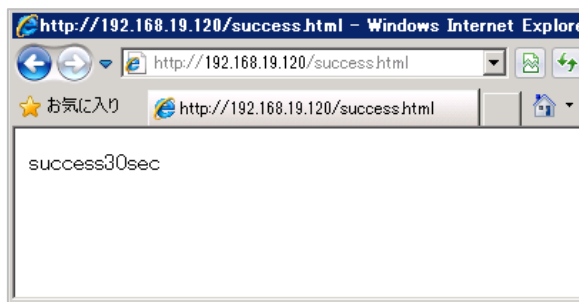 http://192.168.19.120/success.html - Windows Internet Explore
http://192.168.19.120/success.html
お気に入り
http://192.168.19.120/success.html
success30sec